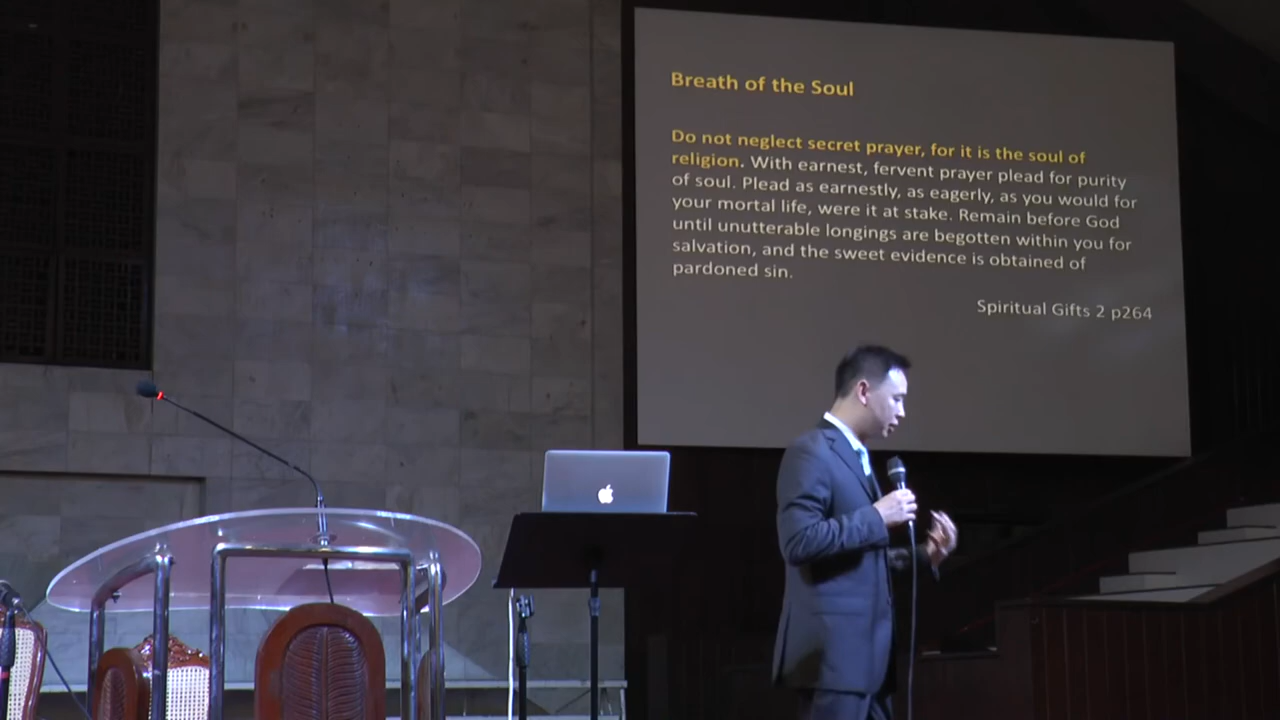 Breath of the Soul
Do not neglect secret prayer, for it is the soul of
religion. With earnest, fervent prayer plead for purity
of soul. Plead as earnestly, as eagerly, as you would for
your mortal life, were it at stake. Remain before God
until unutterable longings are begotten within you for
salvation, and the sweet evidence is obtained of
pardoned sin.
Spiritual Gifts 2 p264